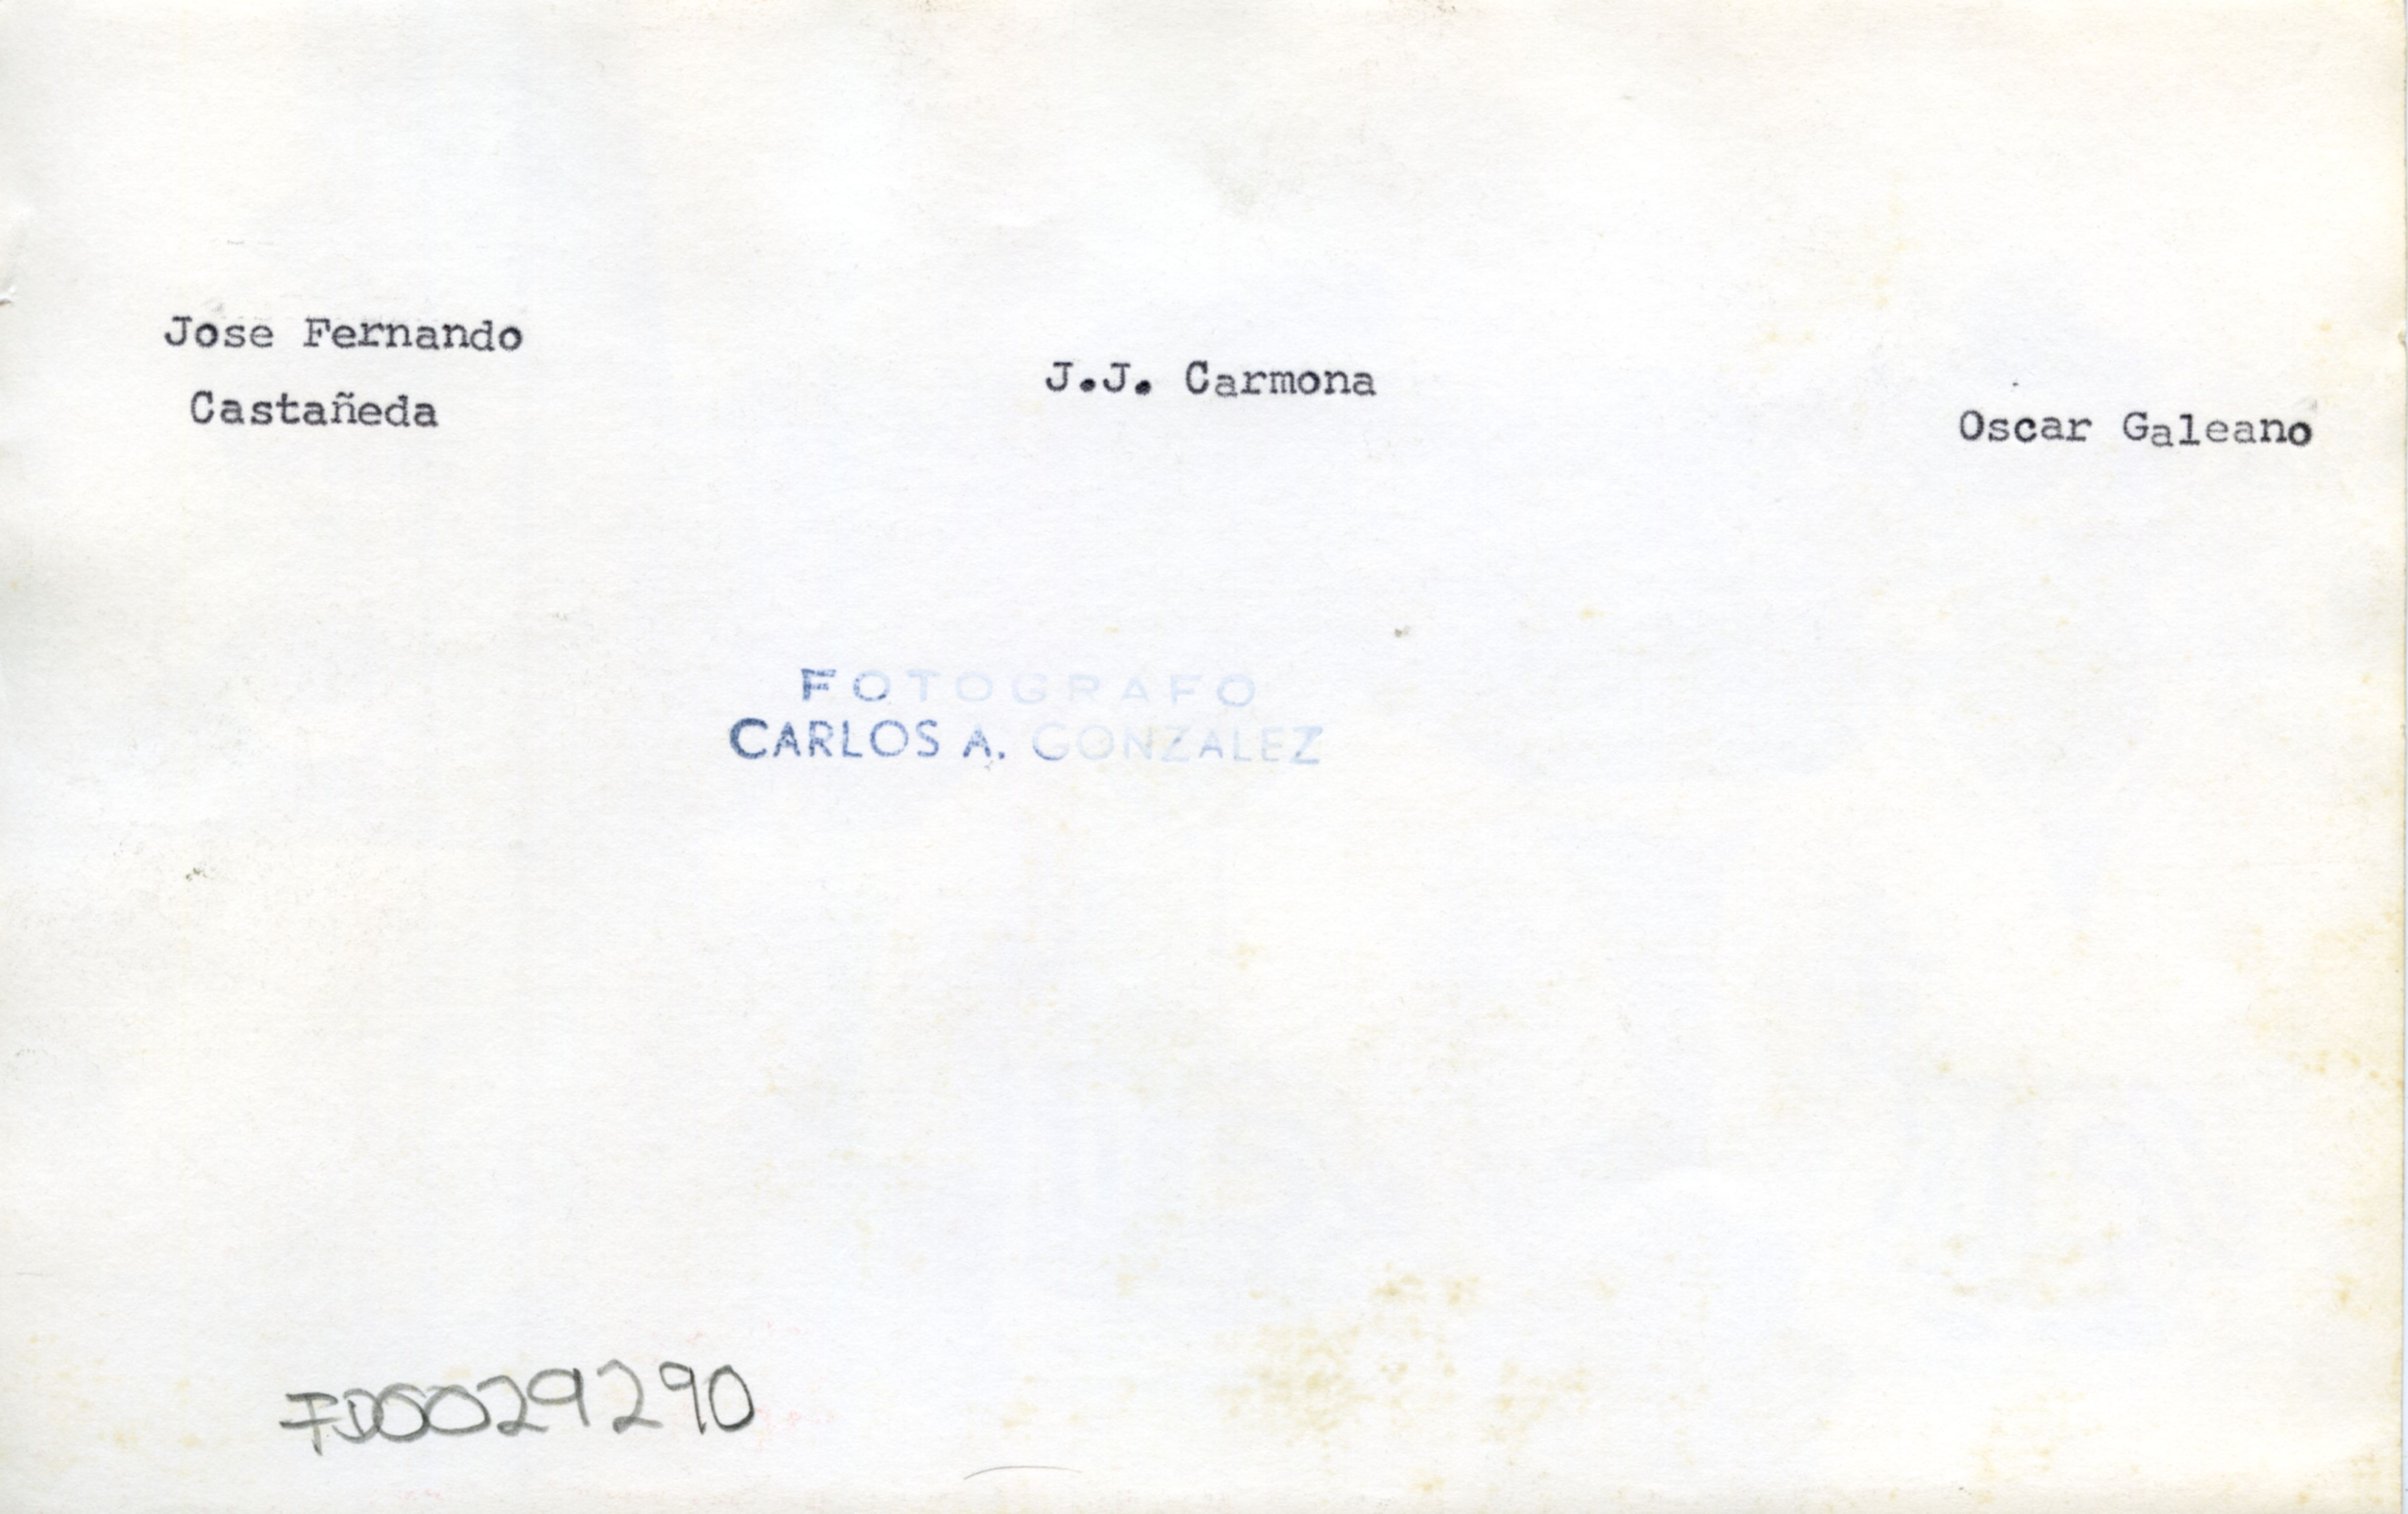 Jose Fernando
Castañeda
J.J. Carmona
Oscar Galeano
FOTOGRAFO
CARLOS A. GONZALEZ
FD0029290